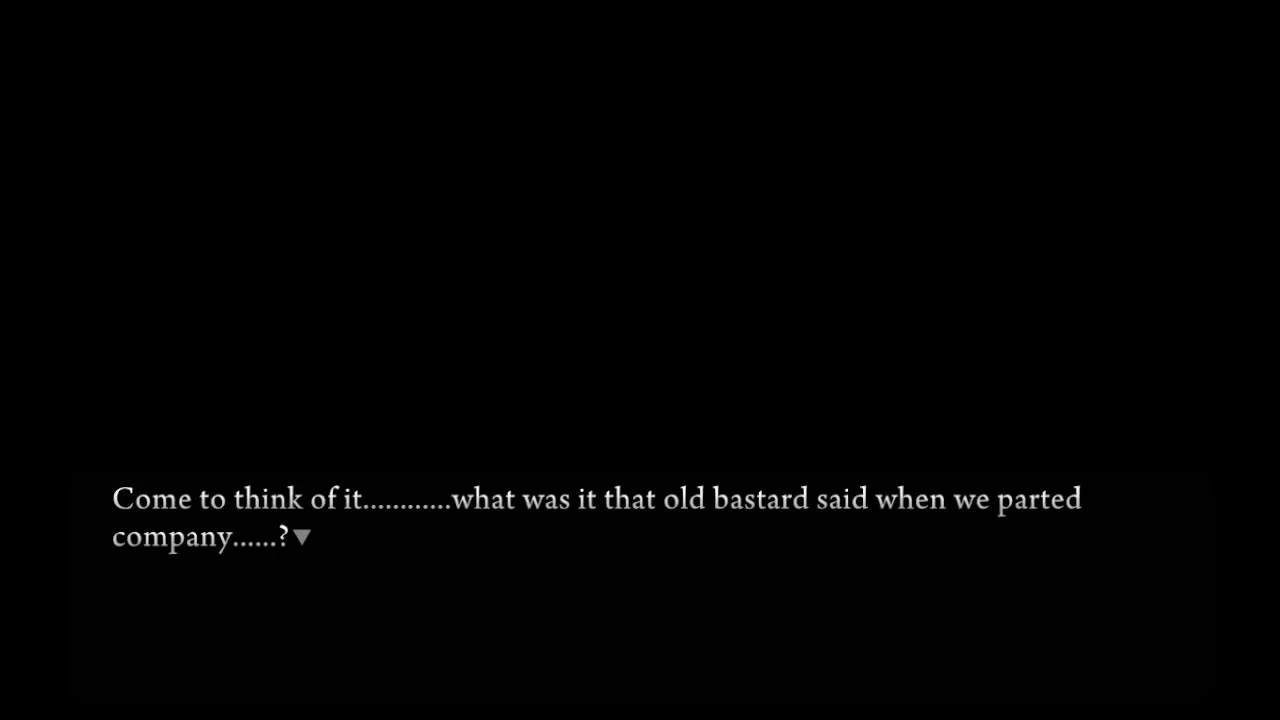 Come to think of it............what was it that old bastard said when we parted
company......?